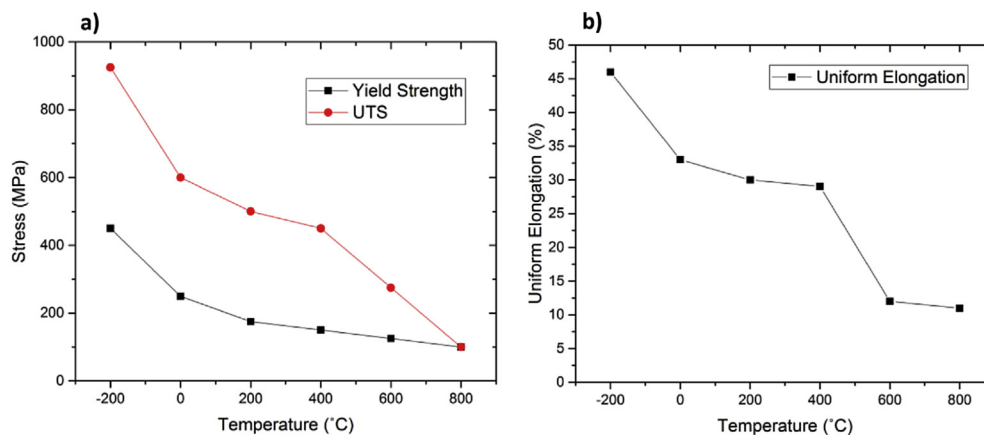 a)
1000
800
600
400
200
0
Stress (MPa)
Yield Strength
UTS
-200 0 200 400 600 800
Temperature (˚C)
b)
50
45
40
35
30
25
20
15
10
5
0
Uniform Elongation (%)
Uniform Elongation
-200 0 200 400 600 800
Temperature (˚C)